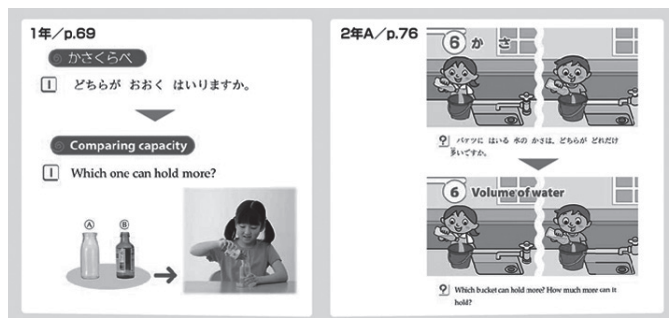 1年／p.69
かさくらべ
1 どちらが おおく はいりますか。
Comparing capacity
1 Which one can hold more?
A B
2年A／p.76
6 か さ
バケツに はいる 水の かさは、どちらが どれだけ
多いですか。
6 Volume of water
Which bucket can hold more? How much more can it
hold?